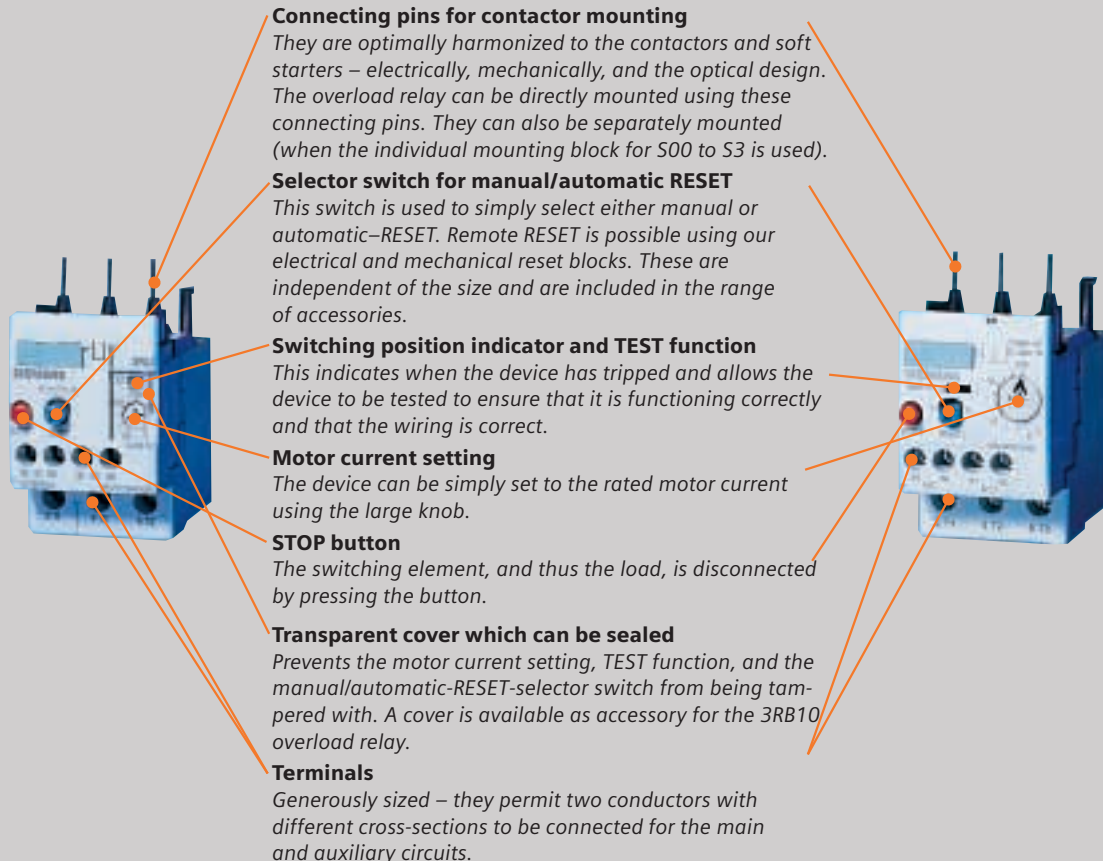 Connecting pins for contactor mounting
They are optimally harmonized to the contactors and soft
starters – electrically, mechanically, and the optical design.
The overload relay can be directly mounted using these
connecting pins. They can also be separately mounted
(when the individual mounting block for S00 to S3 is used).
Selector switch for manual/automatic RESET
This switch is used to simply select either manual or
automatic–RESET. Remote RESET is possible using our
electrical and mechanical reset blocks. These are
independent of the size and are included in the range
of accessories.
Switching position indicator and TEST function
This indicates when the device has tripped and allows the
device to be tested to ensure that it is functioning correctly
and that the wiring is correct.
Motor current setting
The device can be simply set to the rated motor current
using the large knob.
STOP button
The switching element, and thus the load, is disconnected
by pressing the button.
Transparent cover which can be sealed
Prevents the motor current setting, TEST function, and the
manual/automatic-RESET-selector switch from being tam-
pered with. A cover is available as accessory for the 3RB10
overload relay.
Terminals
Generously sized – they permit two conductors with
different cross-sections to be connected for the main
and auxiliary circuits.